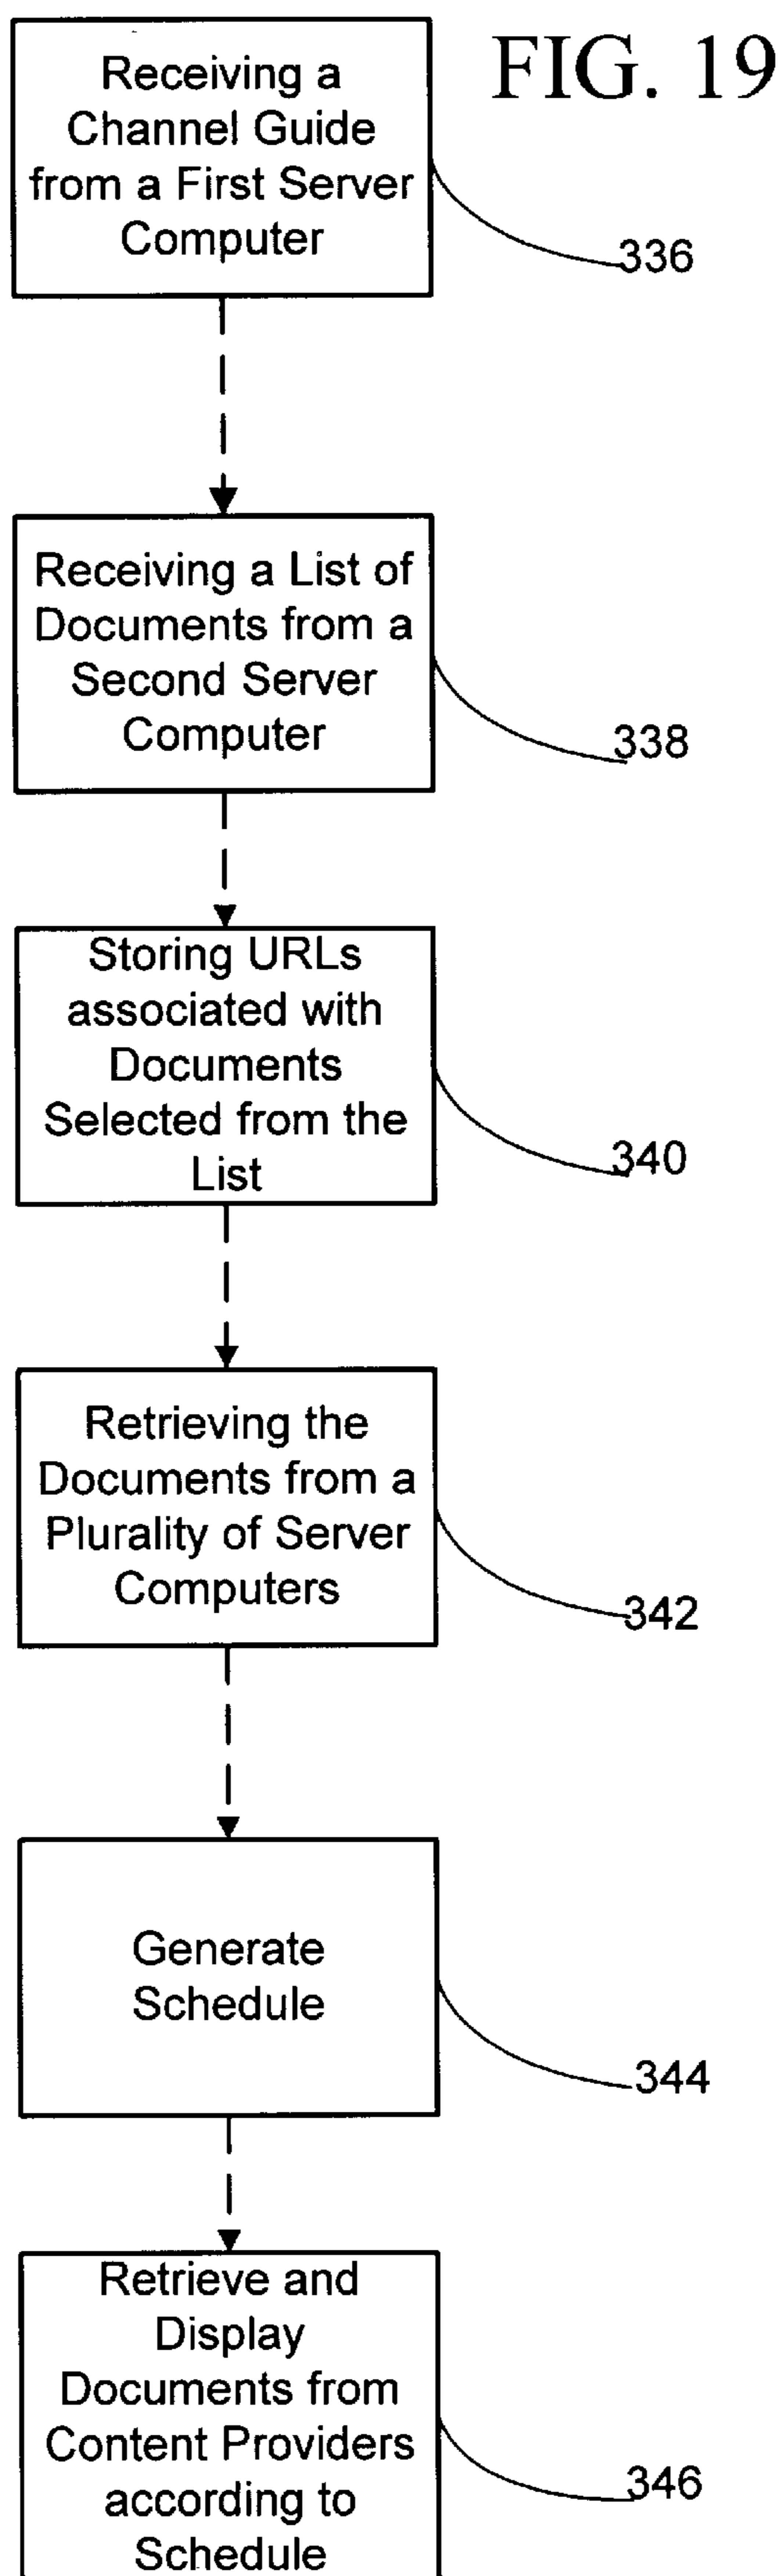 FIG. 19
Receiving a
Channel Guide
from a First Server
Computer
336
Receiving a List of
Documents from a
Second Server
Computer
338
Storing URLs
associated with
Documents
Selected from the
List
340
Retrieving the
Documents from a
Plurality of Server
Computers
342
Generate
Schedule
344
Retrieve and
Display
Documents from
Content Providers
according to
Schedule
346